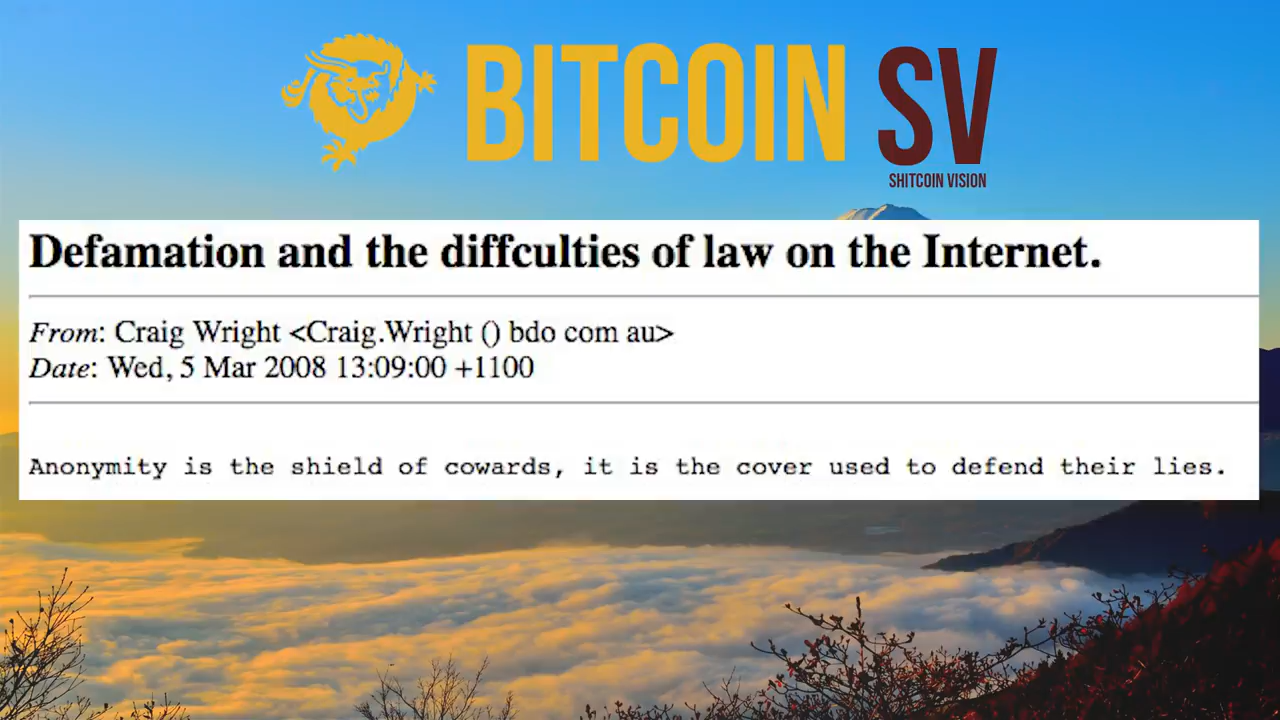 BITCOIN SV
SHITCOIN VISION
Defamation and the diffculties of law on the Internet.
From: Craig Wright <Craig.Wright () bdo com au>
Date: Wed, 5 Mar 2008 13:09:00 +1100
Anonymity is the shield of cowards, it is the cover used to defend their lies.